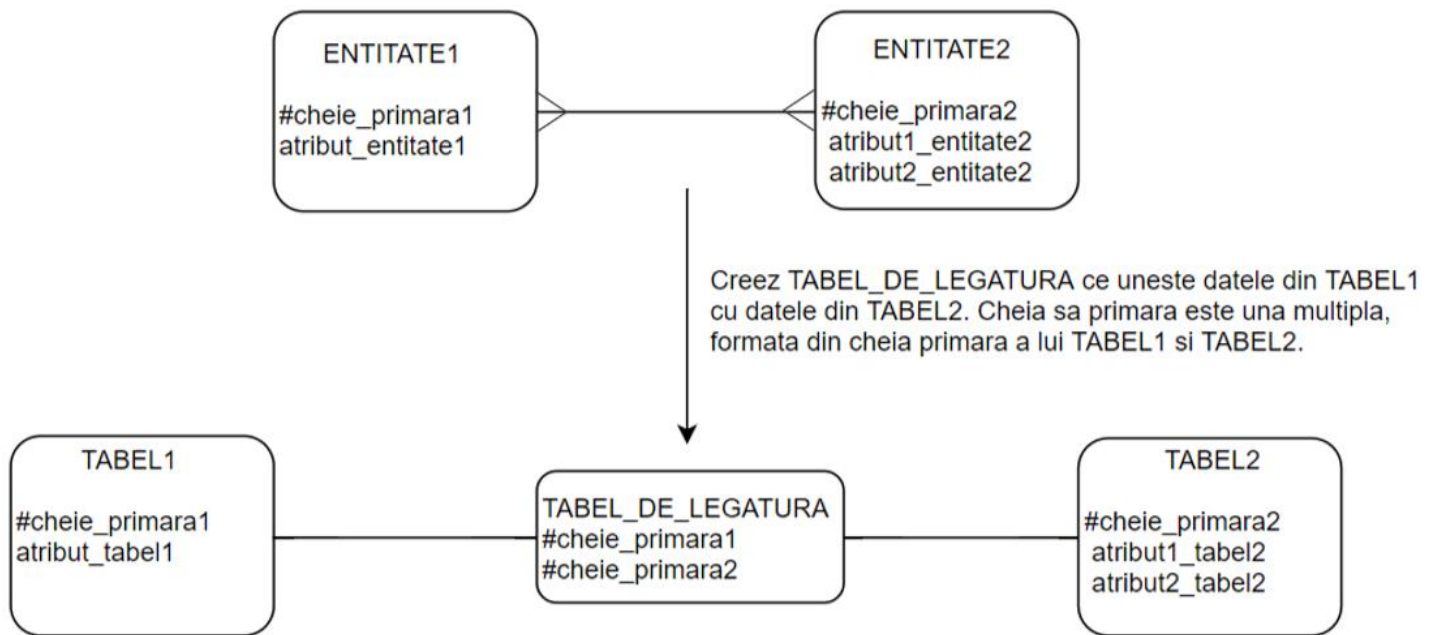 ENTITATE1
#cheie_primara1
atribut_entitate1
ENTITATE2
#cheie_primara2
atribut1_entitate2
atribut2_entitate2
Creez TABEL_DE_LEGATURA ce uneste datele din TABEL1
cu datele din TABEL2. Cheia sa primara este una multipla,
formata din cheia primara a lui TABEL1 si TABEL2.
TABEL1
#cheie_primara1
atribut_tabel1
TABEL_DE_LEGATURA
#cheie_primara1
#cheie_primara2
TABEL2
#cheie_primara2
atribut1_tabel2
atribut2_tabel2